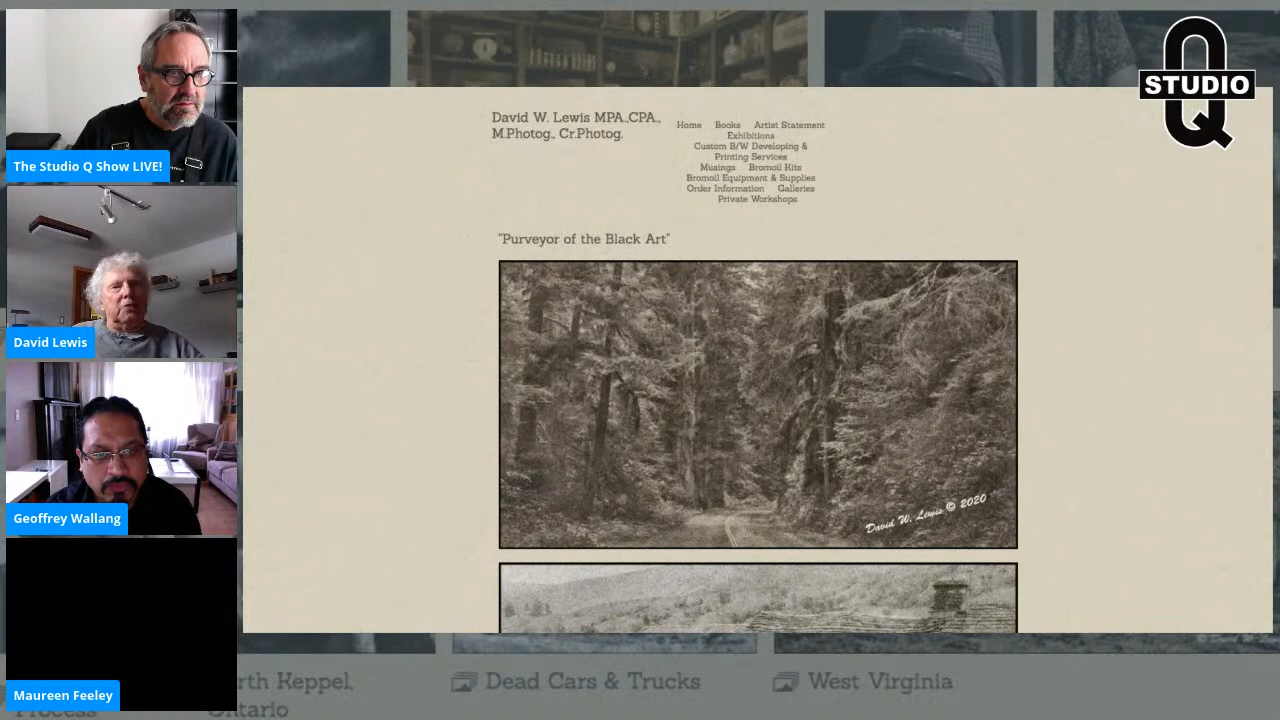 STUDIO
The Studio Q Show LIVE!
David Lewis
Geoffrey Wallang
Maureen Feeley
David W. Lewis MPA.,CPA.,
M.Photog., Cr.Photog.
Home Books Artist Statement
Exhibitions
Custom B/W Developing &
Printing Services
Musings Bromoil Kits
Bromoil Equipment & Supplies
Order Information Galleries
Private Workshops
"Purveyor of the Black Art"
David W. Lewis © 2020
rth Keppel,
Ontario
Dead Cars & Trucks
West Virginia
Process